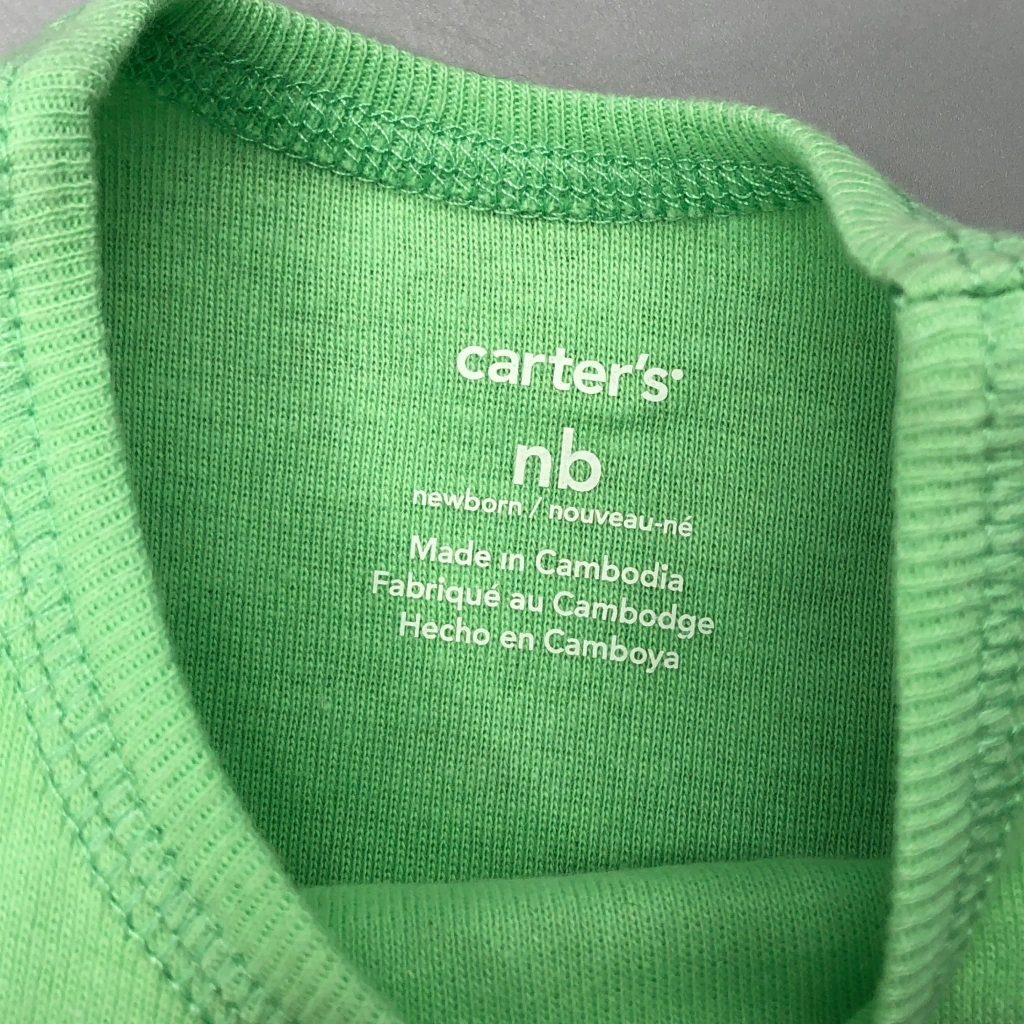 carter's
nb
newborn / nouveau-né
Made in Cambodia
Fabriqué au Cambodge
Hecho en Camboya